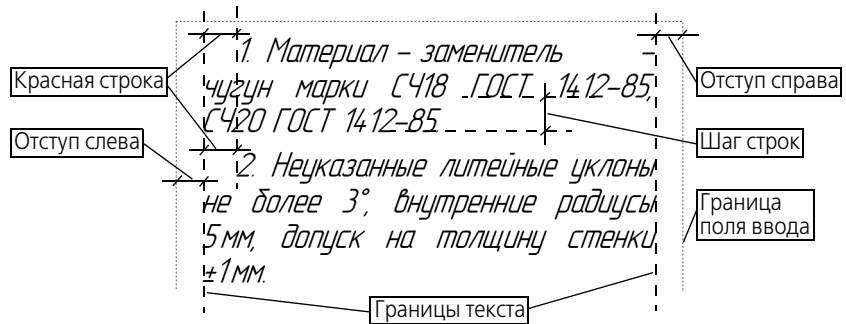 1. Материал – заменитель –
Красная строка
чугун марки СЧ18 ГОСТ 1412–85,
Отступ справа
СЧ20 ГОСТ 1412–85
Отступ слева
Шаг строк
2. Неуказанные литейные уклоны
не более 3°, внутренние радиусы
Граница
поля ввода
5 мм, допуск на толщину стенки
±1 мм.
Границы текста